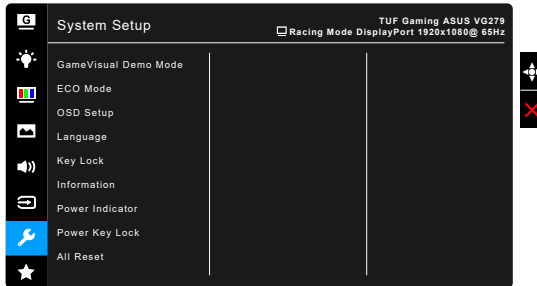 G
System Setup
TUF Gaming ASUS VG279
Racing Mode DisplayPort 1920x1080@ 65Hz
GameVisual Demo Mode
ECO Mode
OSD Setup
Language
Key Lock
Information
Power Indicator
Power Key Lock
All Reset